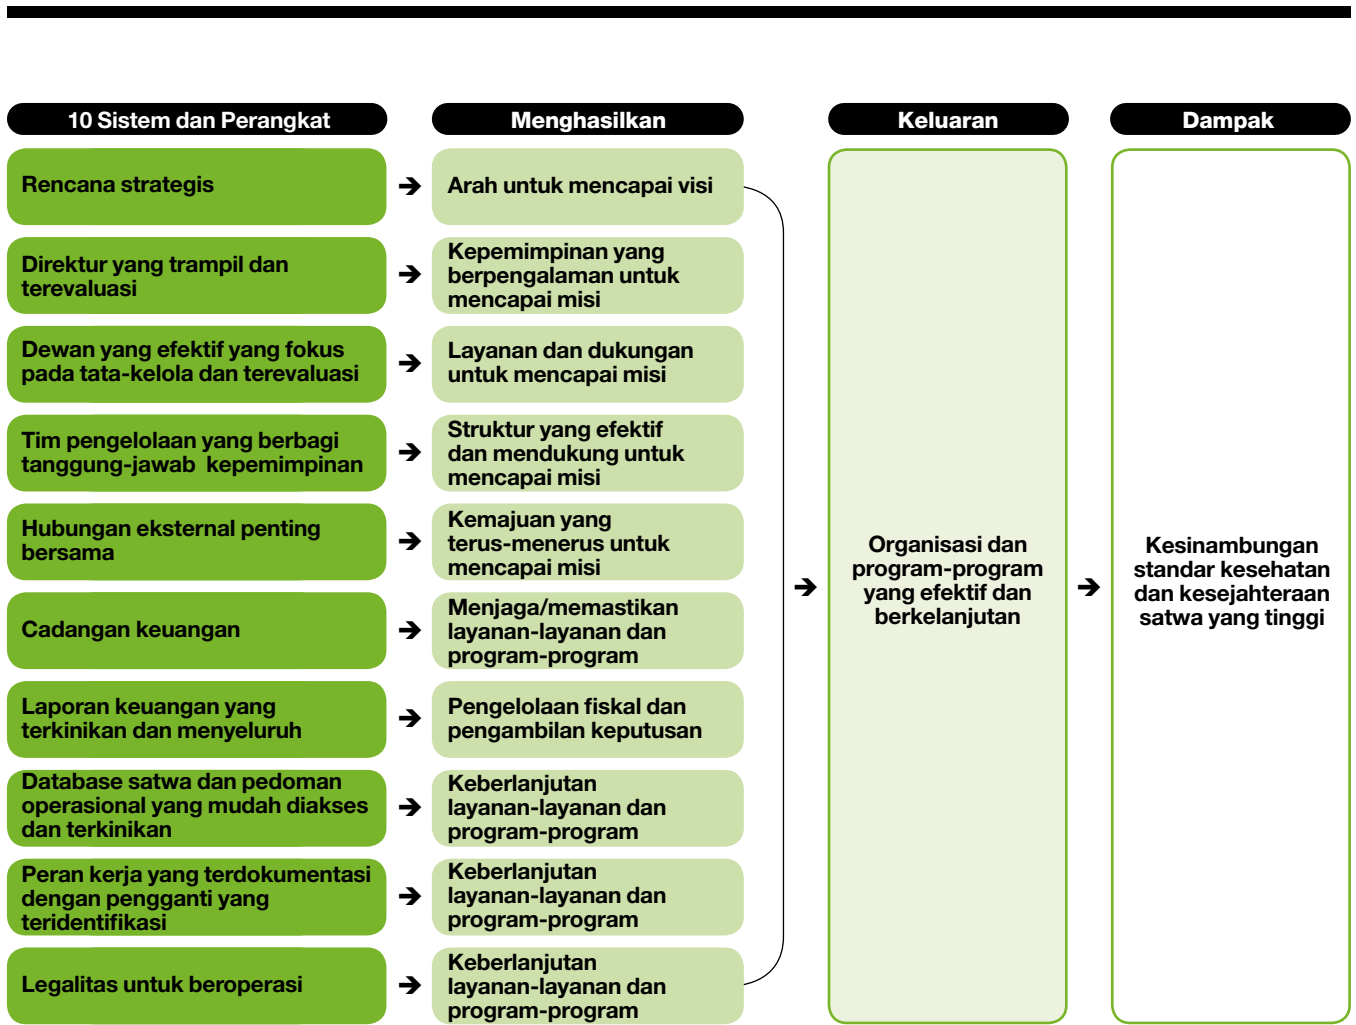 10 Sistem dan Perangkat
Menghasilkan
Keluaran
Dampak
Rencana strategis
Arah untuk mencapai visi
Direktur yang trampil dan
terevaluasi
Kepemimpinan yang
berpengalaman untuk
mencapai misi
Dewan yang efektif yang fokus
pada tata-kelola dan terevaluasi
Layanan dan dukungan
untuk mencapai misi
Tim pengelolaan yang berbagi
tanggung-jawab  kepemimpinan
Struktur yang efektif
dan mendukung untuk
mencapai misi
Hubungan eksternal penting
bersama
Kemajuan yang
terus-menerus untuk
mencapai misi
Cadangan keuangan
Menjaga/memastikan
layanan-layanan dan
program-program
Laporan keuangan yang
terkinikan dan menyeluruh
Pengelolaan fiskal dan
pengambilan keputusan
Database satwa dan pedoman
operasional yang mudah diakses
dan terkinikan
Keberlanjutan
layanan-layanan dan
program-program
Peran kerja yang terdokumentasi
dengan pengganti yang
teridentifikasi
Keberlanjutan
layanan-layanan dan
program-program
Legalitas untuk beroperasi
Keberlanjutan
layanan-layanan dan
program-program
Organisasi dan
program-program
yang efektif dan
berkelanjutan
Kesinambungan
standar kesehatan
dan kesejahteraan
satwa yang tinggi